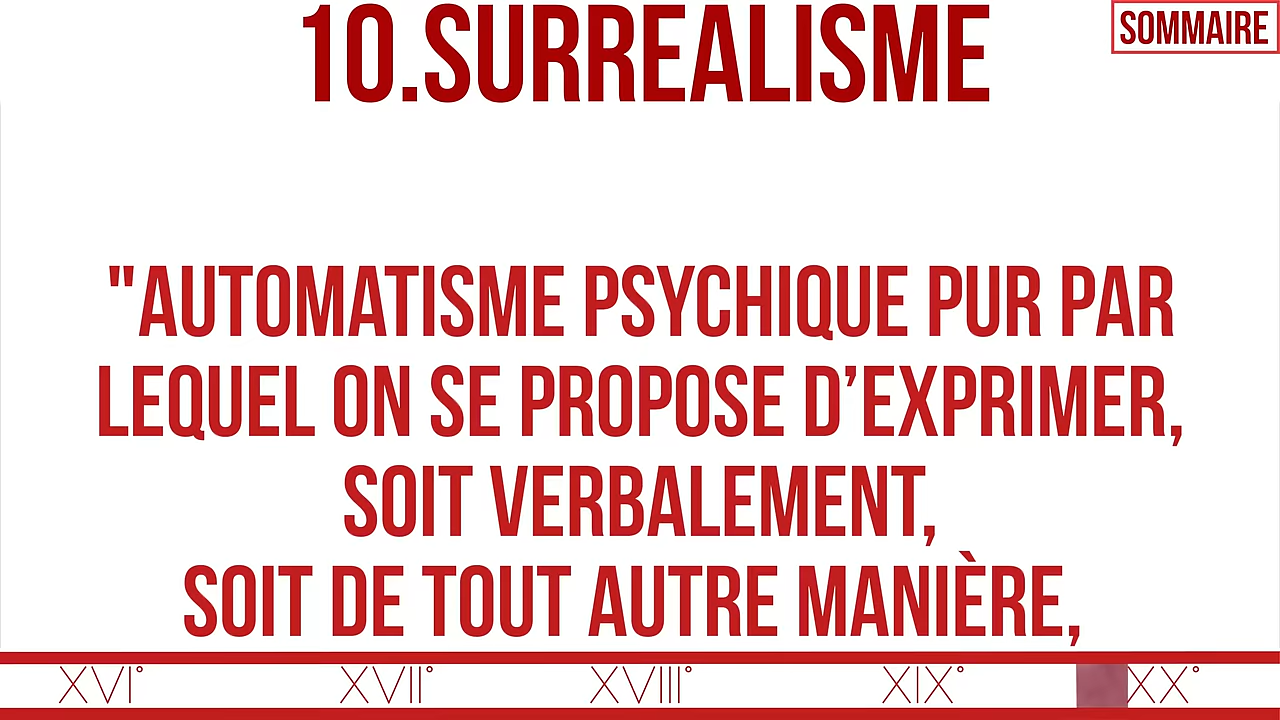 10.SURREALISME
SOMMAIRE
"AUTOMATISME PSYCHIQUE PUR PAR
LEQUEL ON SE PROPOSE D’EXPRIMER,
SOIT VERBALEMENT,
SOIT DE TOUT AUTRE MANIÈRE,
XVI° XVII° XVIII° XIX° XX°